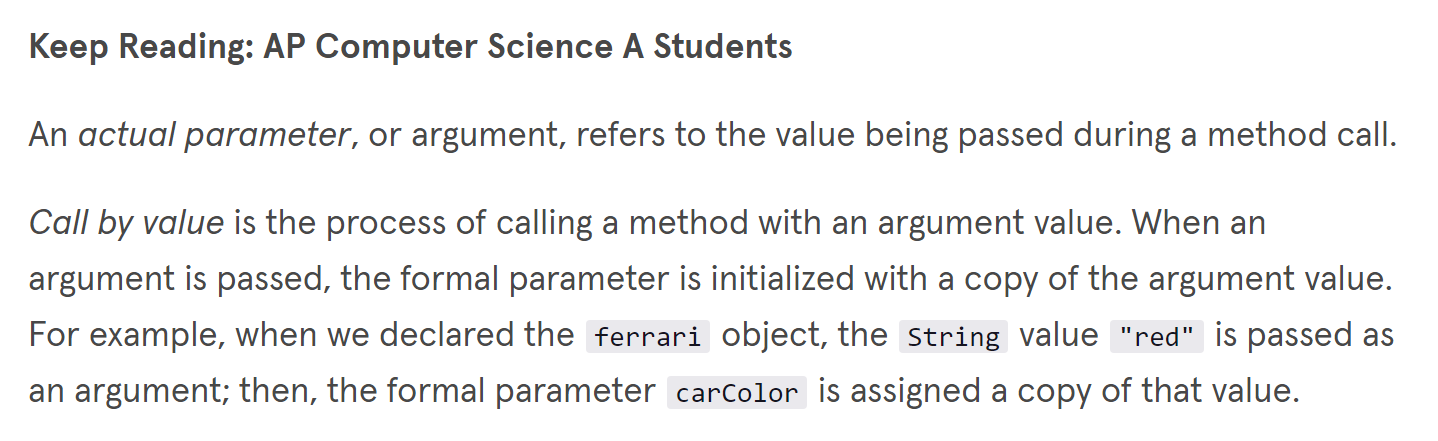 Keep Reading: AP Computer Science A Students
An actual parameter, or argument, refers to the value being passed during a method call.
Call by value is the process of calling a method with an argument value. When an
argument is passed, the formal parameter is initialized with a copy of the argument value.
For example, when we declared the ferrari object, the String value "red" is passed as
an argument; then, the formal parameter carColor is assigned a copy of that value.